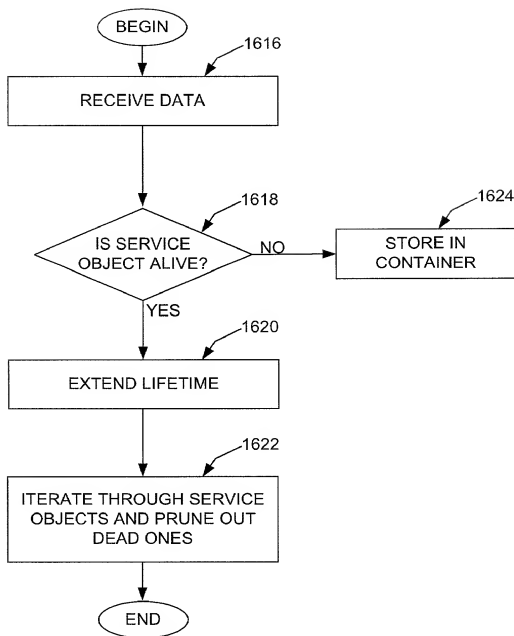 BEGIN
1616
RECEIVE DATA
1618
IS SERVICE
OBJECT ALIVE?
NO
1624
STORE IN
CONTAINER
YES
1620
EXTEND LIFETIME
1622
ITERATE THROUGH SERVICE
OBJECTS AND PRUNE OUT
DEAD ONES
END